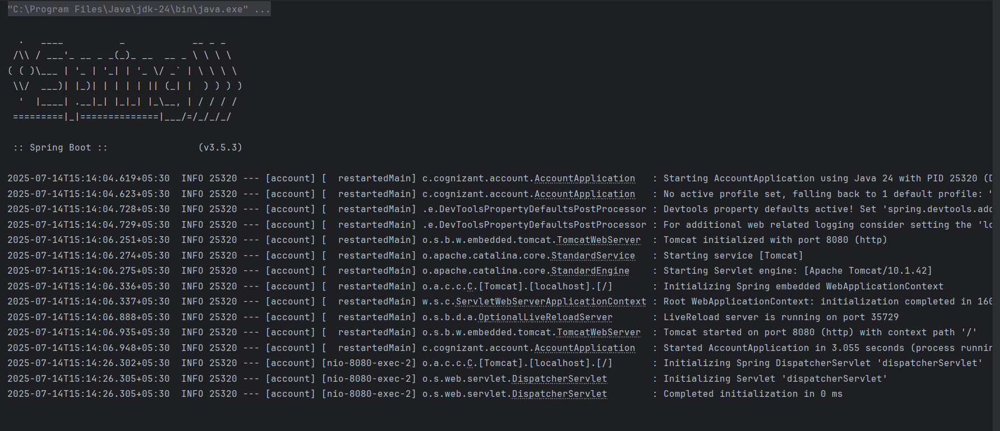 "C:\Program Files\Java\jdk-24\bin\java.exe" ...

  .   ____          _            __ _ _
 /\\ / ___'_ __ _ _(_)_ __  __ _ \ \ \ \
( ( )\___ | '_ | '_| | '_ \/ _` | \ \ \ \
 \\/  ___)| |_)| | | | | || (_| |  ) ) ) )
  '  |____| .__|_| |_|_| |_\__, | / / / /
 =========|_|==============|___/=/_/_/_/

 :: Spring Boot ::                (v3.5.3)

2025-07-14T15:14:04.619+05:30  INFO 25320 --- [account] [  restartedMain] c.cognizant.account.AccountApplication   : Starting AccountApplication using Java 24 with PID 25320 (D
2025-07-14T15:14:04.623+05:30  INFO 25320 --- [account] [  restartedMain] c.cognizant.account.AccountApplication   : No active profile set, falling back to 1 default profile: "
2025-07-14T15:14:04.728+05:30  INFO 25320 --- [account] [  restartedMain] .e.DevToolsPropertyDefaultsPostProcessor : Devtools property defaults active! Set 'spring.devtools.add
2025-07-14T15:14:04.729+05:30  INFO 25320 --- [account] [  restartedMain] .e.DevToolsPropertyDefaultsPostProcessor : For additional web related logging consider setting the 'lo
2025-07-14T15:14:06.251+05:30  INFO 25320 --- [account] [  restartedMain] o.s.b.w.embedded.tomcat.TomcatWebServer  : Tomcat initialized with port 8080 (http)
2025-07-14T15:14:06.274+05:30  INFO 25320 --- [account] [  restartedMain] o.apache.catalina.core.StandardService   : Starting service [Tomcat]
2025-07-14T15:14:06.275+05:30  INFO 25320 --- [account] [  restartedMain] o.apache.catalina.core.StandardEngine    : Starting Servlet engine: [Apache Tomcat/10.1.42]
2025-07-14T15:14:06.336+05:30  INFO 25320 --- [account] [  restartedMain] o.a.c.c.C.[Tomcat].[localhost].[/]       : Initializing Spring embedded WebApplicationContext
2025-07-14T15:14:06.337+05:30  INFO 25320 --- [account] [  restartedMain] w.s.c.ServletWebServerApplicationContext : Root WebApplicationContext: initialization completed in 160
2025-07-14T15:14:06.888+05:30  INFO 25320 --- [account] [  restartedMain] o.s.b.d.a.OptionalLiveReloadServer       : LiveReload server is running on port 35729
2025-07-14T15:14:06.935+05:30  INFO 25320 --- [account] [  restartedMain] o.s.b.w.embedded.tomcat.TomcatWebServer  : Tomcat started on port 8080 (http) with context path '/'
2025-07-14T15:14:06.948+05:30  INFO 25320 --- [account] [  restartedMain] c.cognizant.account.AccountApplication   : Started AccountApplication in 3.055 seconds (process runnin
2025-07-14T15:14:26.302+05:30  INFO 25320 --- [account] [nio-8080-exec-2] o.a.c.c.C.[Tomcat].[localhost].[/]       : Initializing Spring DispatcherServlet 'dispatcherServlet'
2025-07-14T15:14:26.305+05:30  INFO 25320 --- [account] [nio-8080-exec-2] o.s.web.servlet.DispatcherServlet        : Initializing Servlet 'dispatcherServlet'
2025-07-14T15:14:26.305+05:30  INFO 25320 --- [account] [nio-8080-exec-2] o.s.web.servlet.DispatcherServlet        : Completed initialization in 0 ms